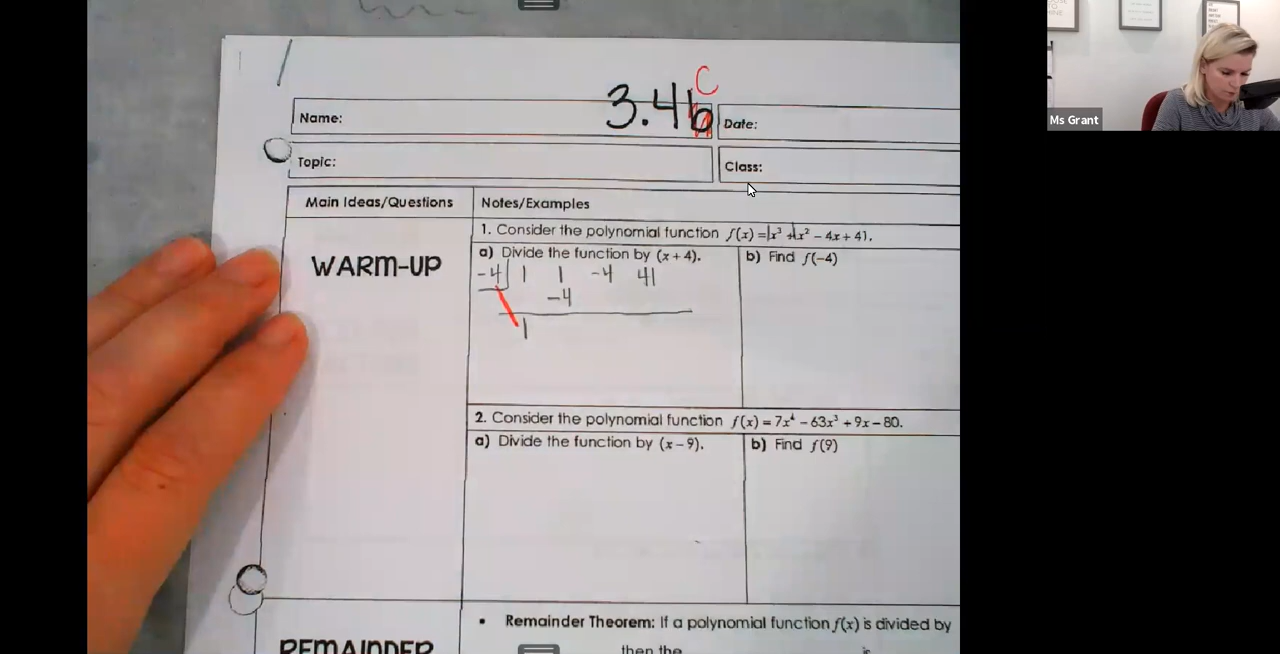 C
3.4b
Name:
Date:
Topic:
Class:
Ms Grant
Main Ideas/Questions
Notes/Examples
WARM-UP
1. Consider the polynomial function f(x) = x³ + x² − 4x + 41.
a) Divide the function by (x + 4).
b) Find f(−4)
-4 1 1 -4 41
-4
1
2. Consider the polynomial function f(x) = 7x⁴ − 63x³ + 9x − 80.
a) Divide the function by (x − 9).
b) Find f(9)
REMAINDER
• Remainder Theorem: If a polynomial function f(x) is divided by
then the is